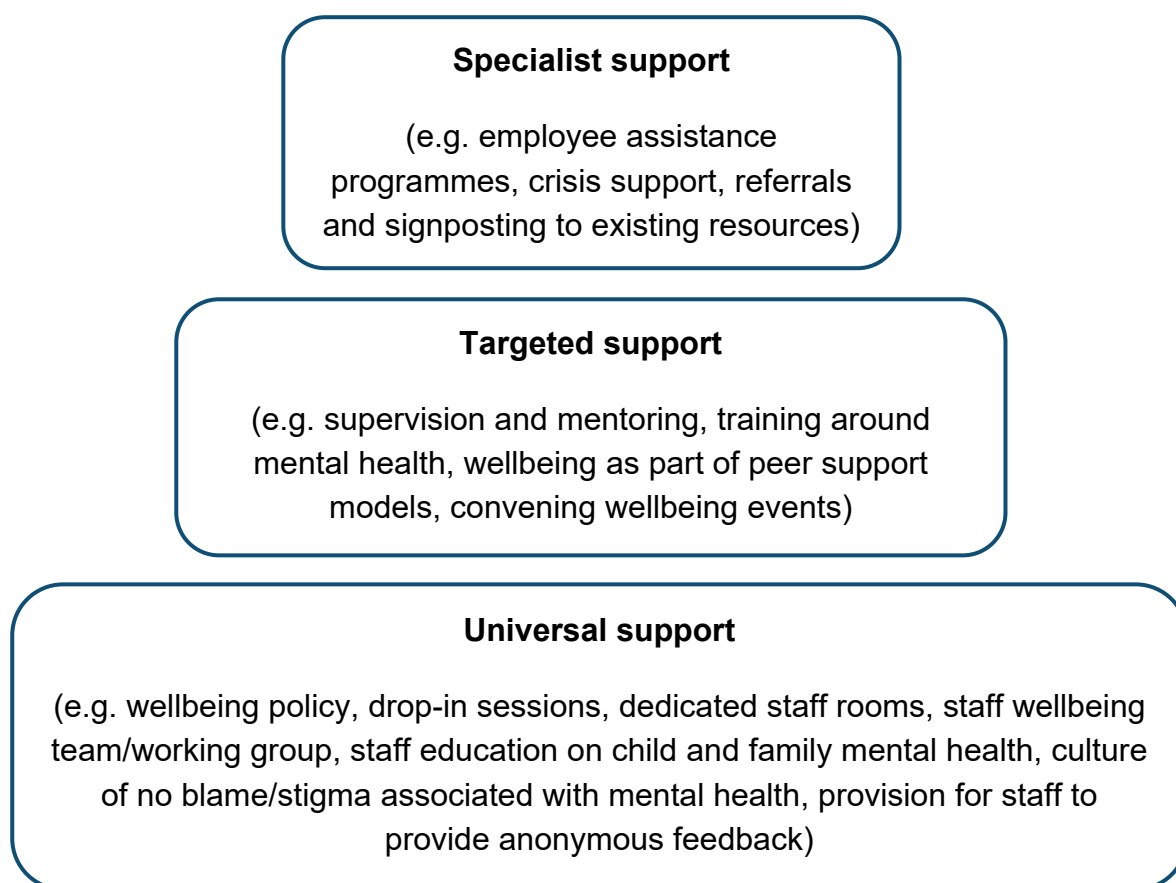 Specialist support
(e.g. employee assistance
programmes, crisis support, referrals
and signposting to existing resources)
Targeted support
(e.g. supervision and mentoring, training around
mental health, wellbeing as part of peer support
models, convening wellbeing events)
Universal support
(e.g. wellbeing policy, drop-in sessions, dedicated staff rooms, staff wellbeing
team/working group, staff education on child and family mental health, culture
of no blame/stigma associated with mental health, provision for staff to
provide anonymous feedback)